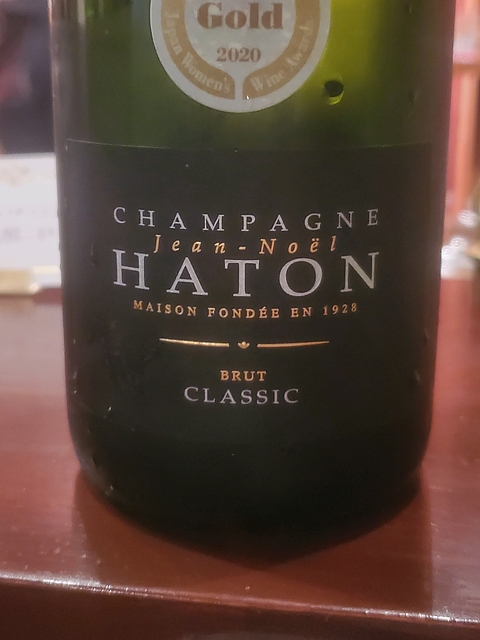 Gold
2020
Japan Women's Wine Awards
CHAMPAGNE
Jean-Noël
HATON
MAISON FONDÉE EN 1928
BRUT
CLASSIC